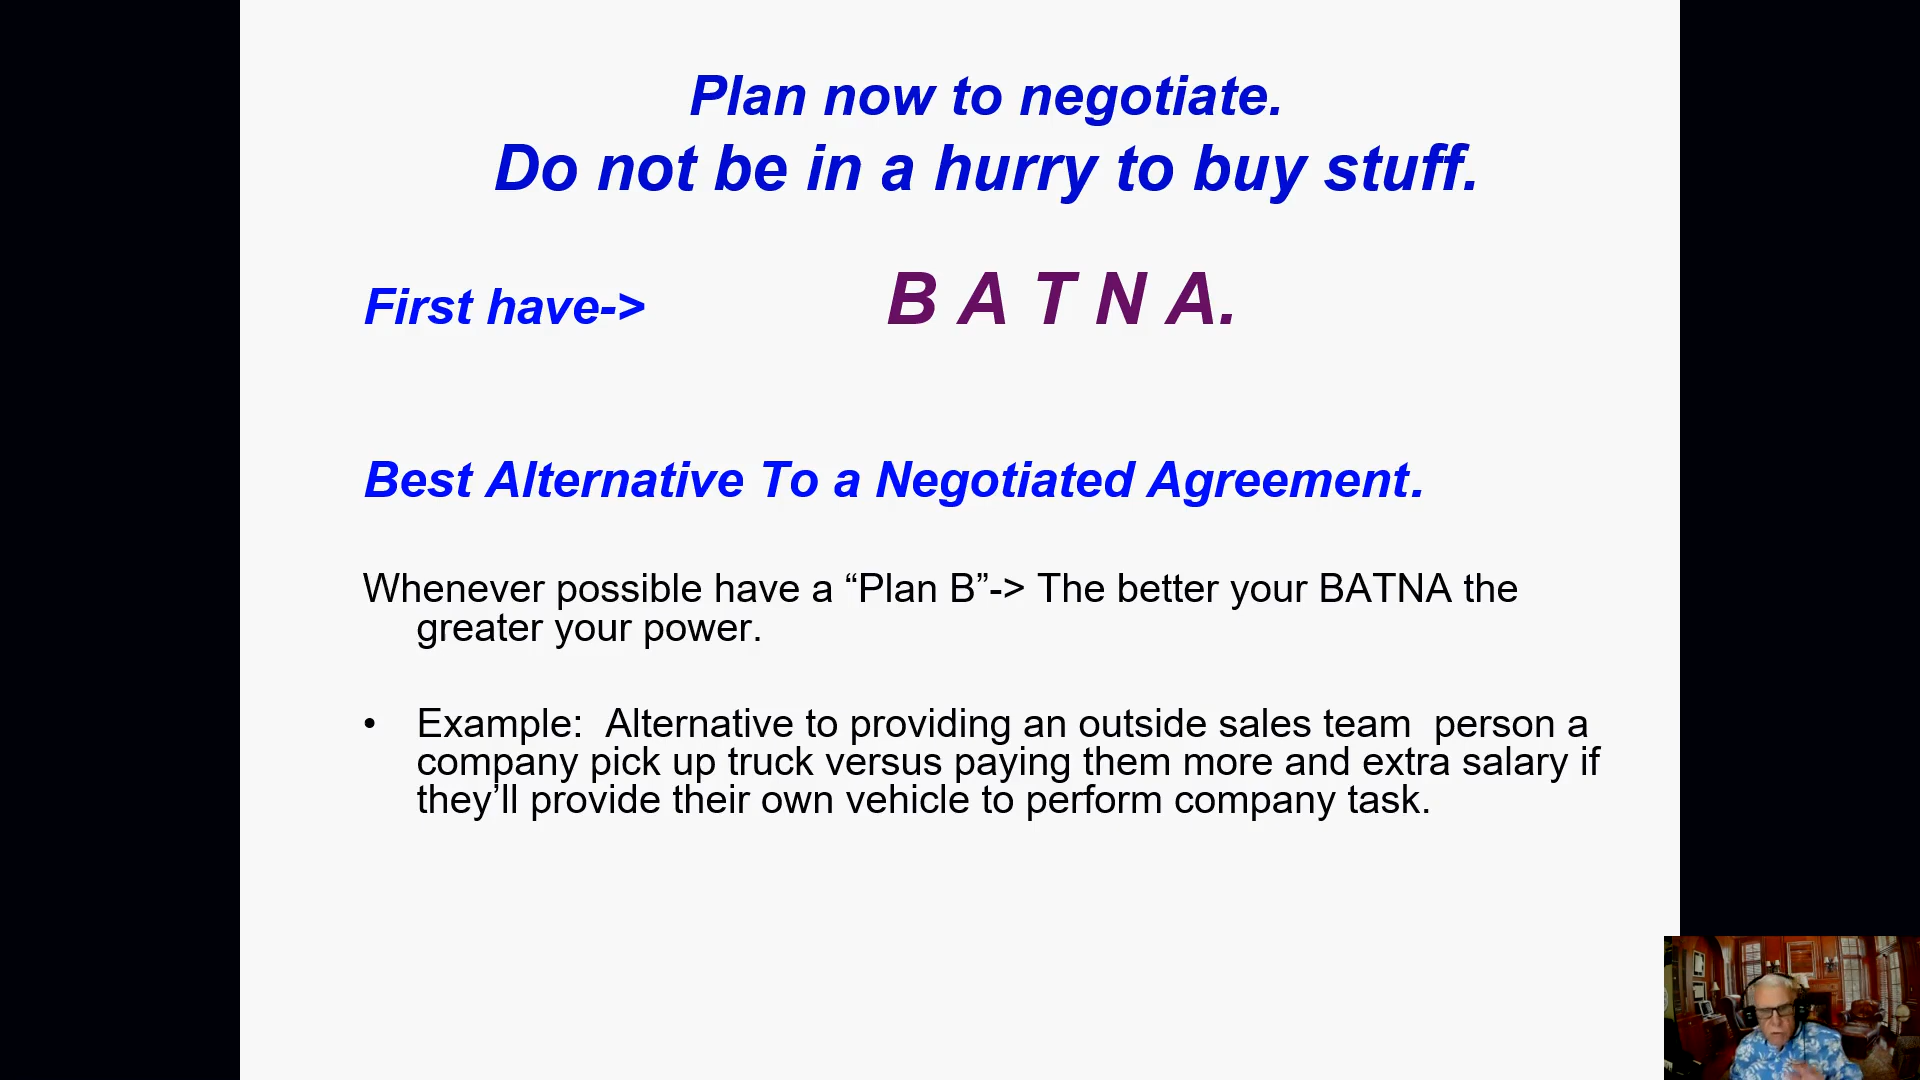 Plan now to negotiate.
Do not be in a hurry to buy stuff.
First have-> B A T N A.
Best Alternative To a Negotiated Agreement.
Whenever possible have a “Plan B”-> The better your BATNA the
greater your power.
• Example:  Alternative to providing an outside sales team  person a
company pick up truck versus paying them more and extra salary if
they’ll provide their own vehicle to perform company task.